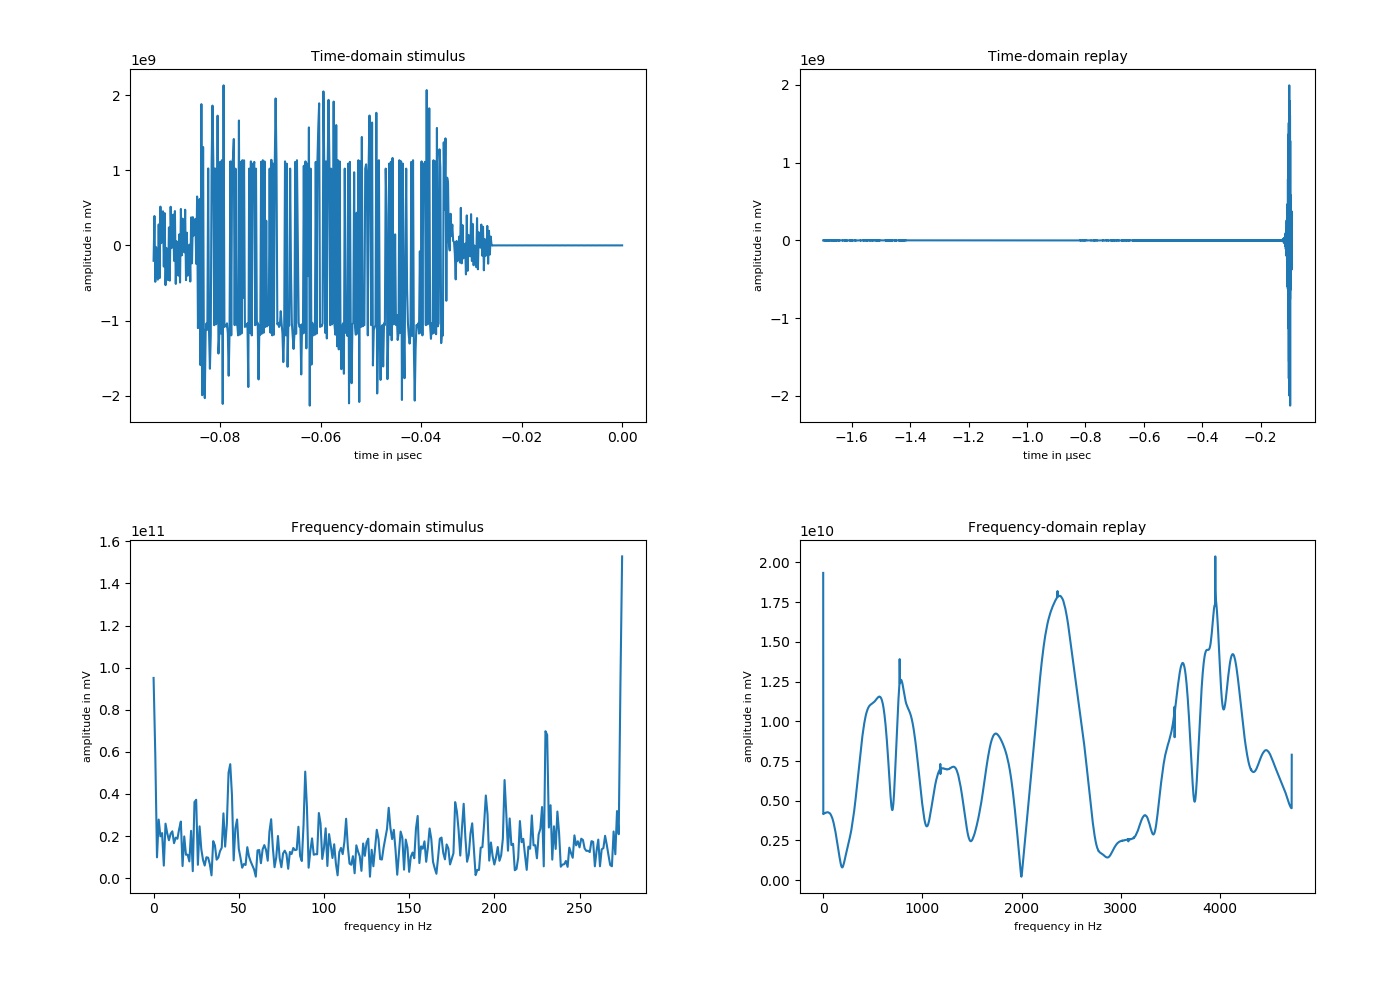 Time-domain stimulus
1e9
amplitude in mV
2
1
0
−1
−2
−0.08 −0.06 −0.04 −0.02 0.00
time in µsec
Time-domain replay
1e9
amplitude in mV
2
1
0
−1
−2
−1.6 −1.4 −1.2 −1.0 −0.8 −0.6 −0.4 −0.2
time in µsec
Frequency-domain stimulus
1e11
amplitude in mV
1.6
1.4
1.2
1.0
0.8
0.6
0.4
0.2
0.0
0 50 100 150 200 250
frequency in Hz
Frequency-domain replay
1e10
amplitude in mV
2.00
1.75
1.50
1.25
1.00
0.75
0.50
0.25
0.00
0 1000 2000 3000 4000
frequency in Hz